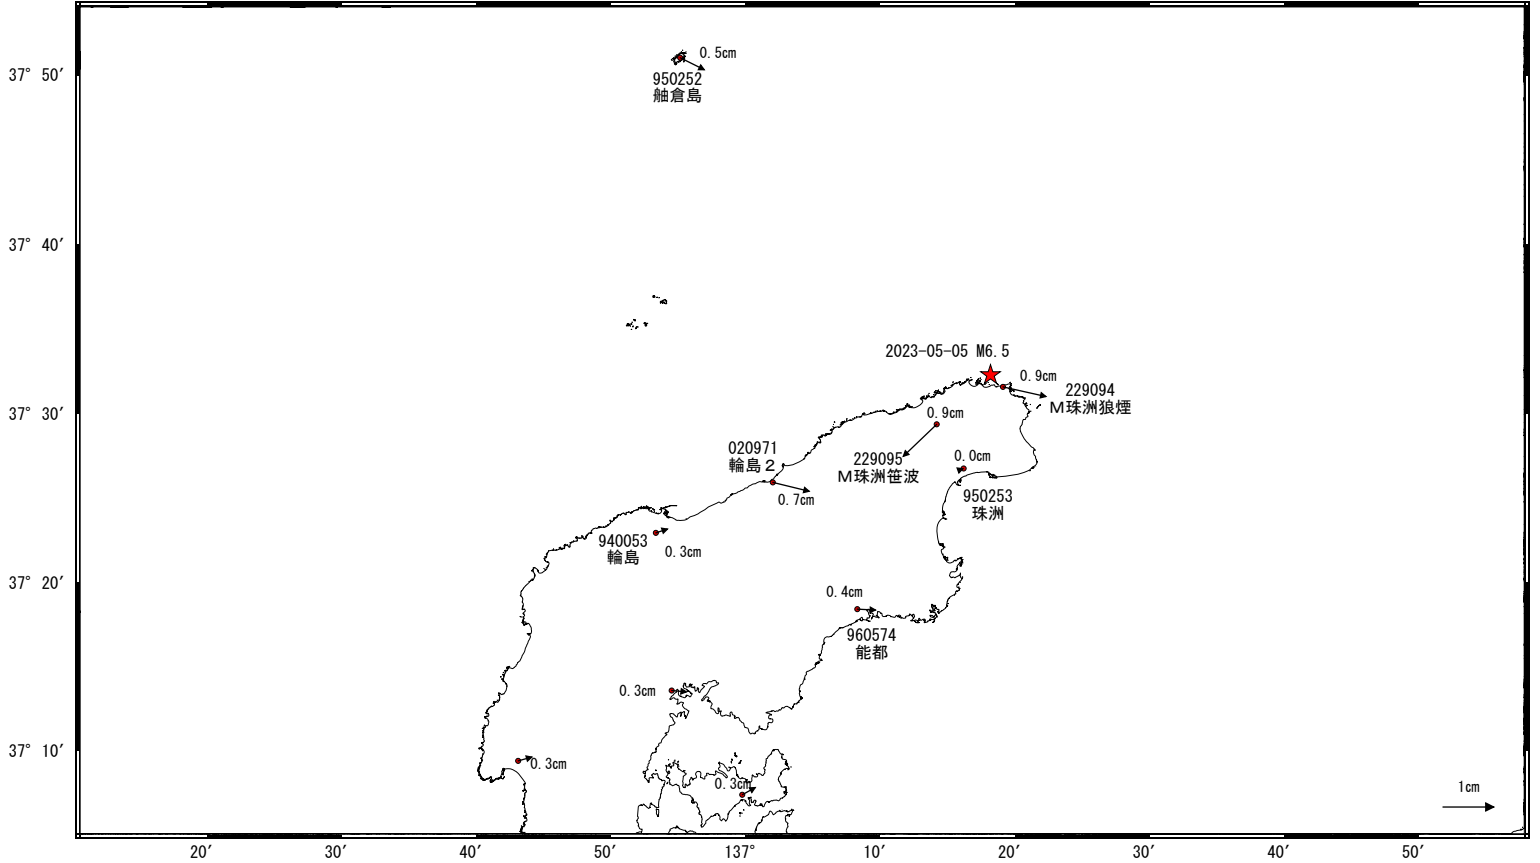 0.5cm
37° 50′
950252
舳倉島
37° 40′
2023-05-05 M6.5
0.9cm
229094
M珠洲狼煙
37° 30′
0.9cm
020971
輪島2
229095
M珠洲笹波
0.0cm
950253
珠洲
0.7cm
940053
輪島
0.3cm
37° 20′
0.4cm
960574
能都
0.3cm
37° 10′
0.3cm
0.3cm
1cm
20′ 30′ 40′ 50′ 137° 10′ 20′ 30′ 40′ 50′